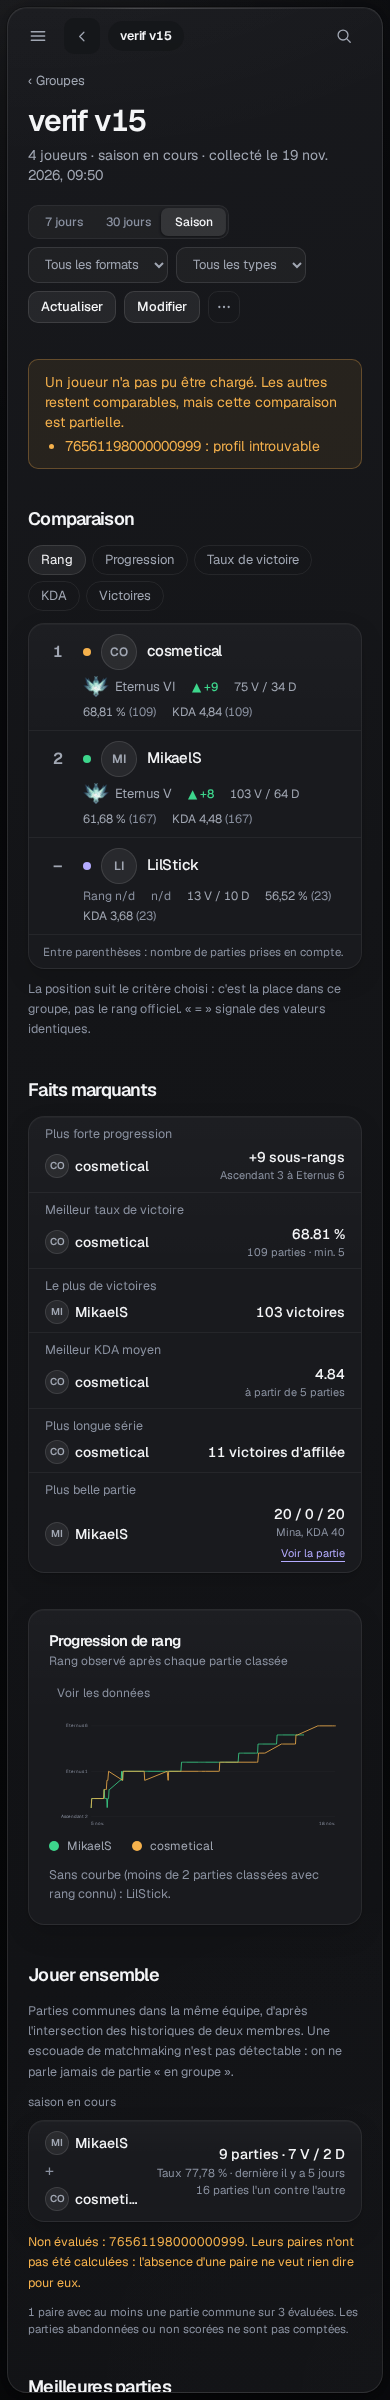 verif v15
‹ Groupes
verif v15
4 joueurs · saison en cours · collecté le 19 nov.
2026, 09:50
7 jours 30 jours Saison
Tous les formats Tous les types
Actualiser Modifier ···
Un joueur n'a pas pu être chargé. Les autres
restent comparables, mais cette comparaison
est partielle.
• 76561198000000999 : profil introuvable
Comparaison
Rang Progression Taux de victoire
KDA Victoires
1 CO cosmetical
Eternus VI ▲ +9 75 V / 34 D
68,81 % (109) KDA 4,84 (109)
2 MI MikaelS
Eternus V ▲ +8 103 V / 64 D
61,68 % (167) KDA 4,48 (167)
– LI LilStick
Rang n/d n/d 13 V / 10 D 56,52 % (23)
KDA 3,68 (23)
Entre parenthèses : nombre de parties prises en compte.
La position suit le critère choisi : c'est la place dans ce
groupe, pas le rang officiel. « = » signale des valeurs
identiques.
Faits marquants
Plus forte progression
CO cosmetical +9 sous-rangs
Ascendant 3 à Eternus 6
Meilleur taux de victoire
CO cosmetical 68.81 %
109 parties · min. 5
Le plus de victoires
MI MikaelS 103 victoires
Meilleur KDA moyen
CO cosmetical 4.84
à partir de 5 parties
Plus longue série
CO cosmetical 11 victoires d'affilée
Plus belle partie
MI MikaelS 20 / 0 / 20
Mina, KDA 40
Voir la partie
Progression de rang
Rang observé après chaque partie classée
Voir les données
Eternus 6
Eternus 1
Ascendant 2
MikaelS cosmetical
Sans courbe (moins de 2 parties classées avec
rang connu) : LilStick.
Jouer ensemble
Parties communes dans la même équipe, d'après
l'intersection des historiques de deux membres. Une
escouade de matchmaking n'est pas détectable : on ne
parle jamais de partie « en groupe ».
saison en cours
MI MikaelS
+
CO cosmeti...
9 parties · 7 V / 2 D
Taux 77,78 % · dernière il y a 5 jours
16 parties l'un contre l'autre
Non évalués : 76561198000000999. Leurs paires n'ont
pas été calculées : l'absence d'une paire ne veut rien dire
pour eux.
1 paire avec au moins une partie commune sur 3 évaluées. Les
parties abandonnées ou non scorées ne sont pas comptées.
Meilleures parties